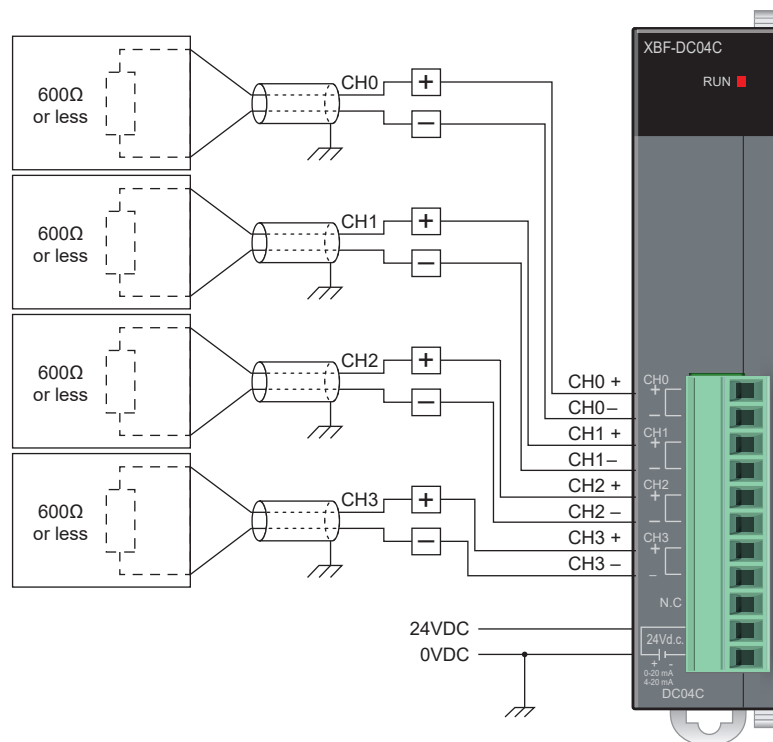 XBF-DC04C
RUN
600Ω
or less
CH0
+
−
600Ω
or less
CH1
+
−
600Ω
or less
CH2
+
−
600Ω
or less
CH3
+
−
CH0 +
CH0–
CH1 +
CH1–
CH2 +
CH2 –
CH3 +
CH3 –
CH0
+
−
CH1
+
−
CH2
+
−
CH3
+
−
N.C
24VDC
0VDC
24Vd.c.
+ -
0-20 mA
4-20 mA
DC04C